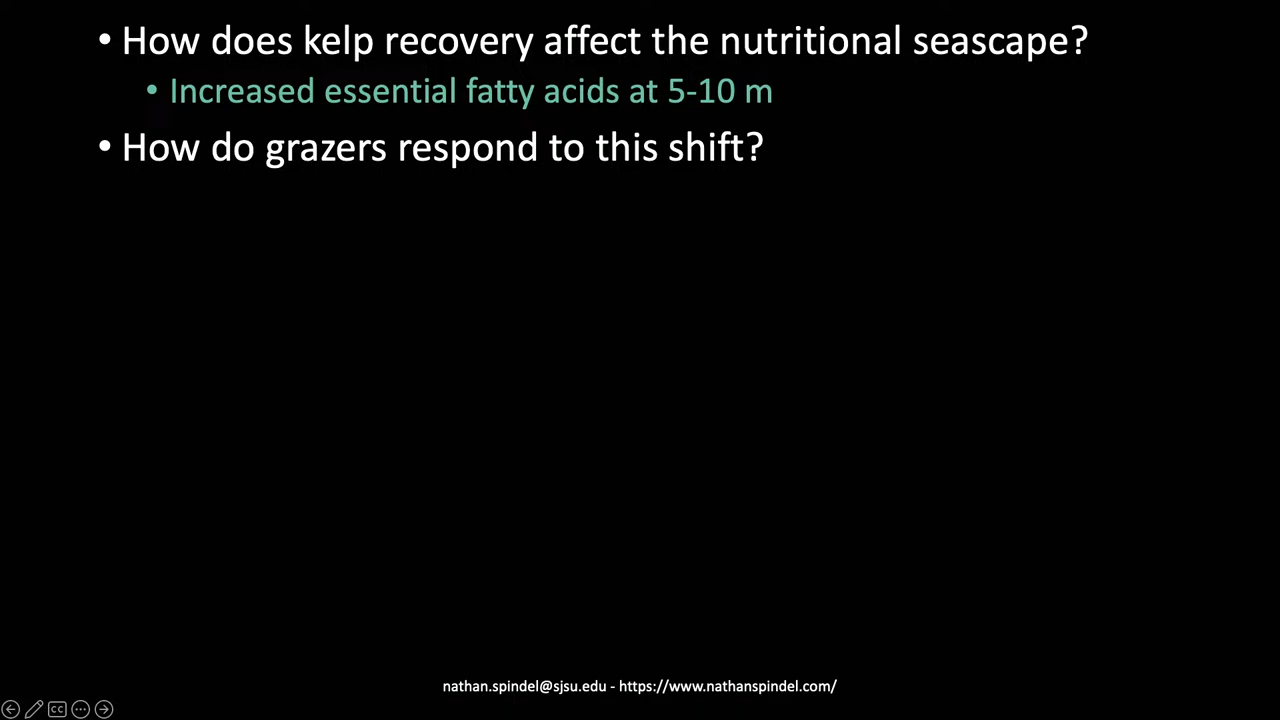 • How does kelp recovery affect the nutritional seascape?
• Increased essential fatty acids at 5-10 m
• How do grazers respond to this shift?
nathan.spindel@sjsu.edu - https://www.nathanspindel.com/
CC